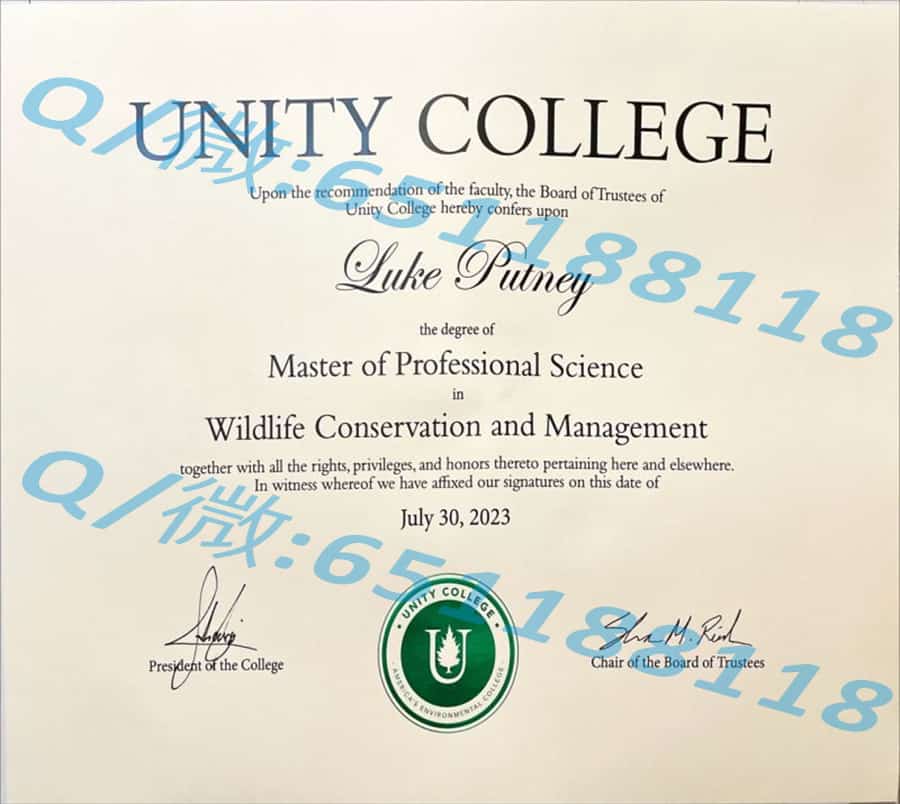 UNITY COLLEGE
Upon the recommendation of the faculty, the Board of Trustees of
Unity College hereby confers upon
Luke Putney
the degree of
Master of Professional Science
in
Wildlife Conservation and Management
together with all the rights, privileges, and honors thereto pertaining here and elsewhere.
In witness whereof we have affixed our signatures on this date of
July 30, 2023
President of the College
UNITY COLLEGE
U
AMERICA'S ENVIRONMENTAL COLLEGE
Chair of the Board of Trustees
Q/微:65118118
Q/微:65118118